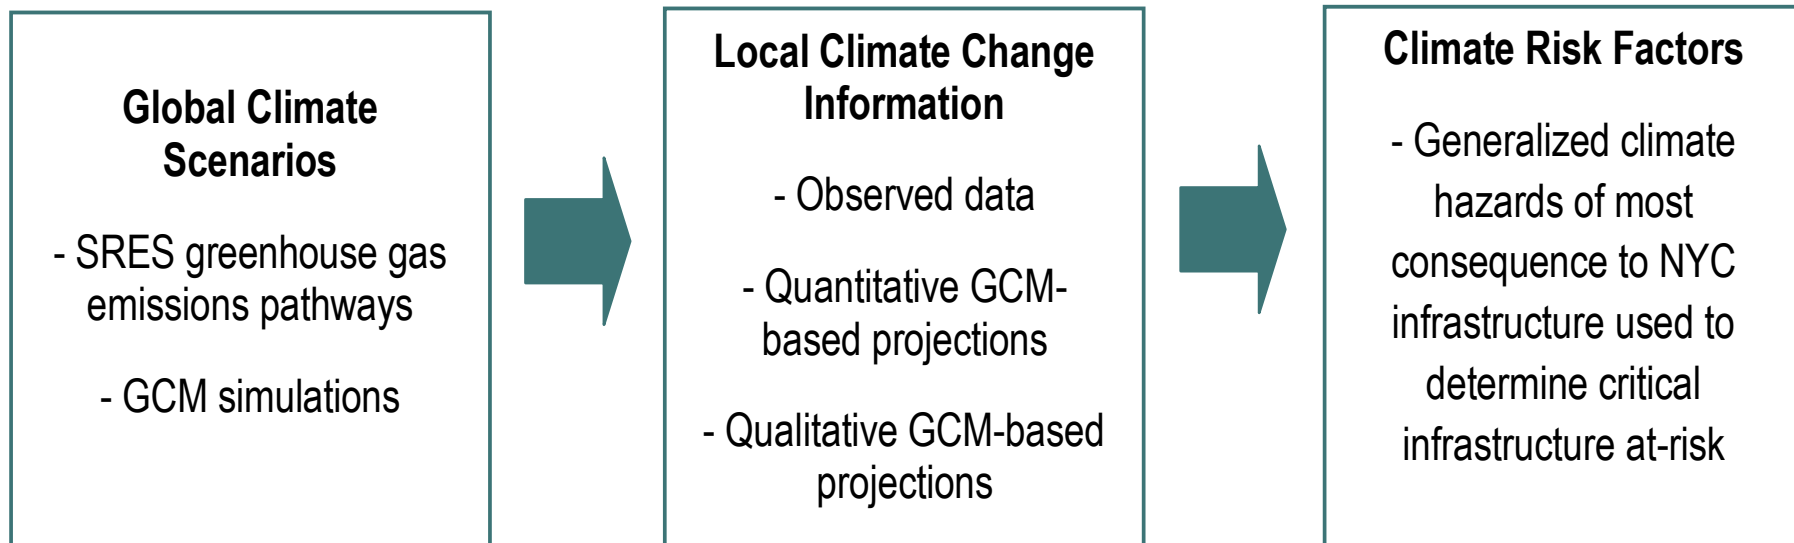 Global Climate
Scenarios
- SRES greenhouse gas
emissions pathways
- GCM simulations
Local Climate Change
Information
- Observed data
- Quantitative GCM-
based projections
- Qualitative GCM-based
projections
Climate Risk Factors
- Generalized climate
hazards of most
consequence to NYC
infrastructure used to
determine critical
infrastructure at-risk